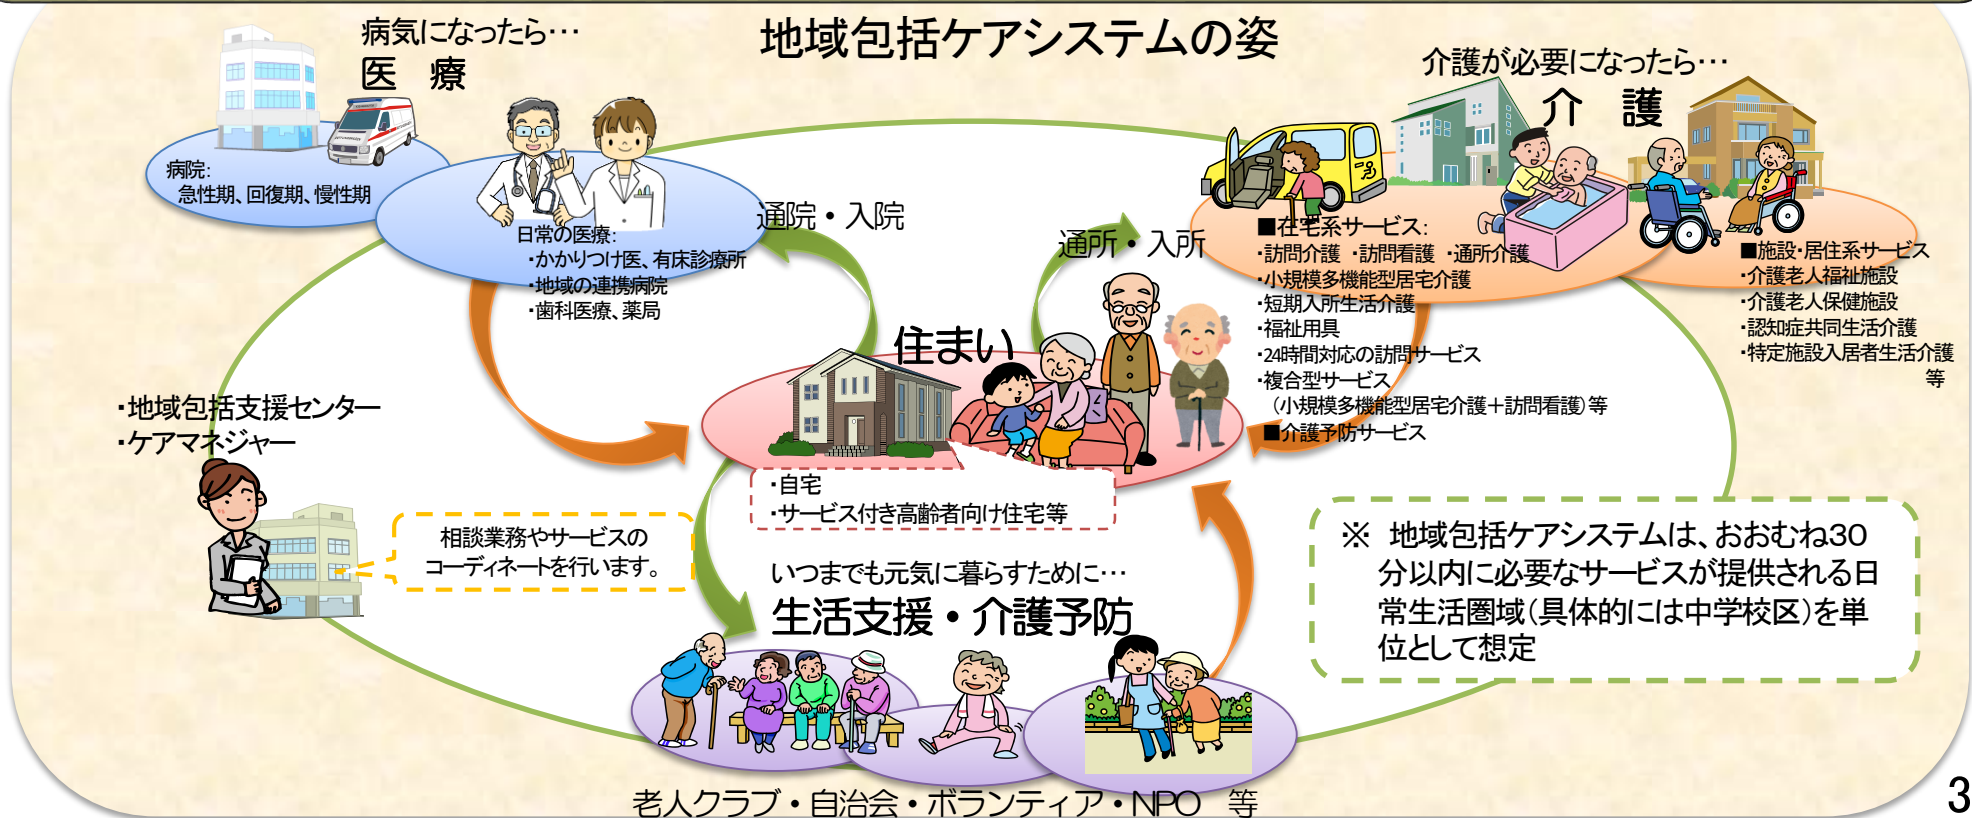 地域包括ケアシステムの姿
病気になったら…
医 療
病院:
急性期、回復期、慢性期
日常の医療:
・かかりつけ医、有床診療所
・地域の連携病院
・歯科医療、薬局
通院・入院
通所・入所
介護が必要になったら…
介 護
■在宅系サービス:
・訪問介護 ・訪問看護 ・通所介護
・小規模多機能型居宅介護
・短期入所生活介護
・福祉用具
・24時間対応の訪問サービス
・複合型サービス
(小規模多機能型居宅介護+訪問看護)等
■介護予防サービス
■施設・居住系サービス
・介護老人福祉施設
・介護老人保健施設
・認知症共同生活介護
・特定施設入居者生活介護
等
住まい
・自宅
・サービス付き高齢者向け住宅等
・地域包括支援センター
・ケアマネジャー
相談業務やサービスの
コーディネートを行います。
いつまでも元気に暮らすために…
生活支援・介護予防
老人クラブ・自治会・ボランティア・NPO 等
※ 地域包括ケアシステムは、おおむね30
分以内に必要なサービスが提供される日
常生活圏域(具体的には中学校区)を単
位として想定
3